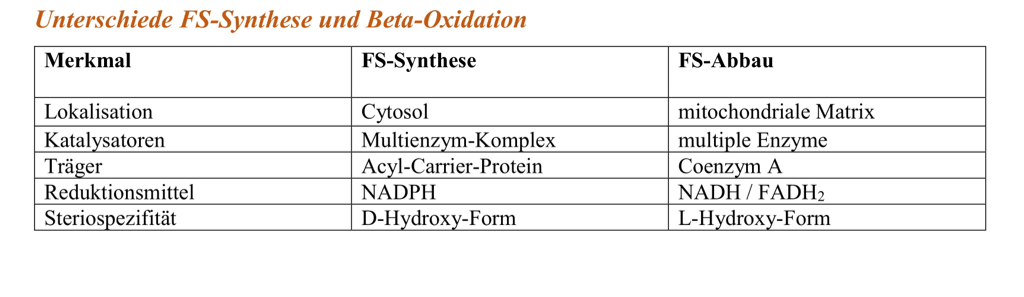 Unterschiede FS-Synthese und Beta-Oxidation
Merkmal FS-Synthese FS-Abbau
Lokalisation Cytosol mitochondriale Matrix
Katalysatoren Multienzym-Komplex multiple Enzyme
Träger Acyl-Carrier-Protein Coenzym A
Reduktionsmittel NADPH NADH / FADH₂
Steriospezifität D-Hydroxy-Form L-Hydroxy-Form